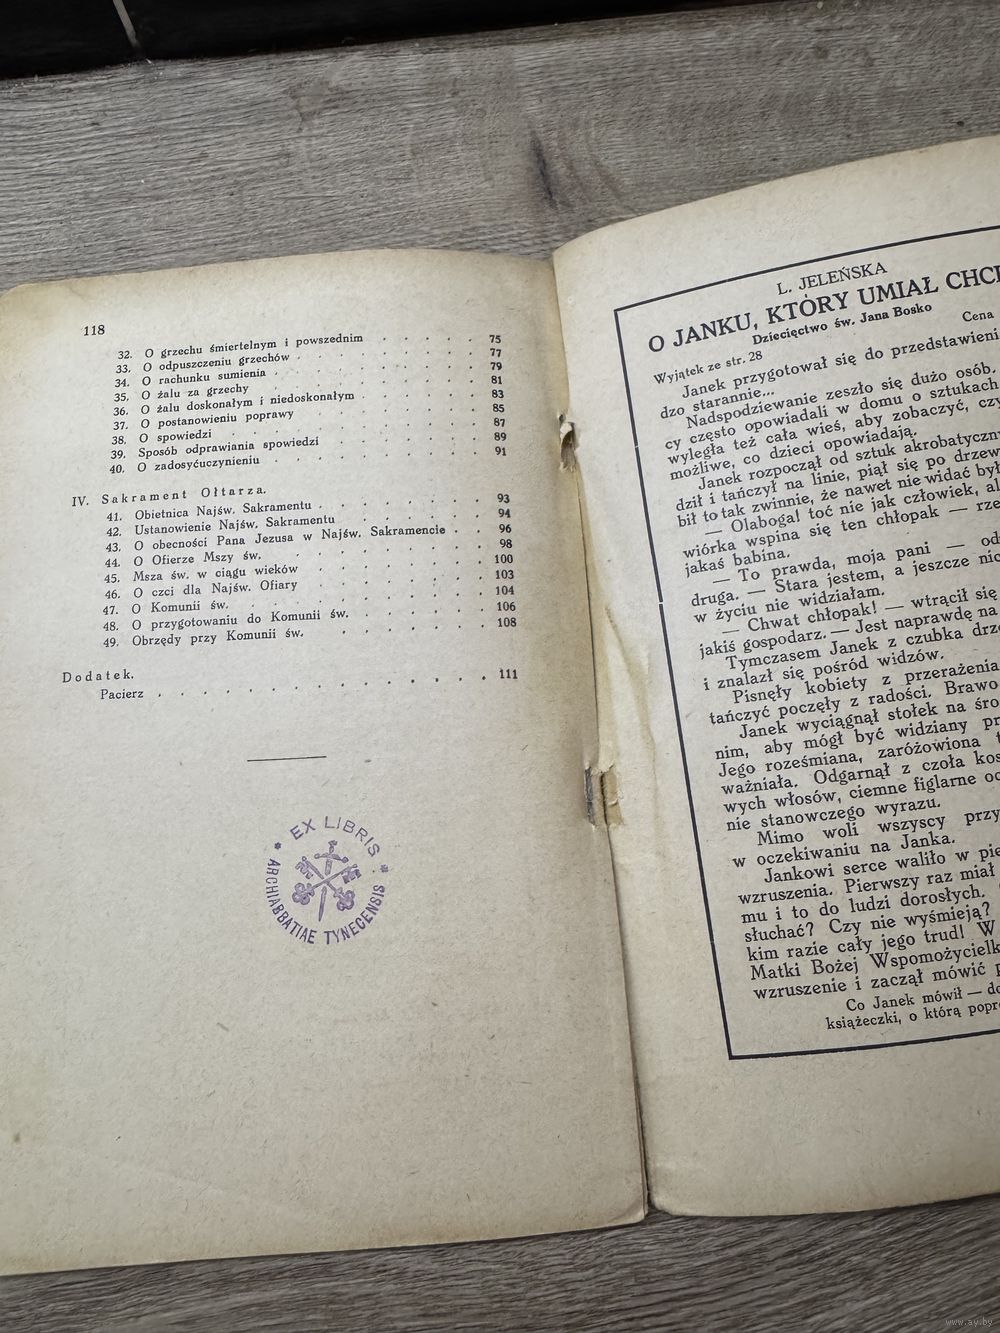 118
32. O grzechu śmiertelnym i powszednim . . . . . 75
33. O odpuszczeniu grzechów . . . . . 77
34. O rachunku sumienia . . . . . 79
35. O żalu za grzechy . . . . . 81
36. O żalu doskonałym i niedoskonałym . . . . . 83
37. O postanowieniu poprawy . . . . . 85
38. O spowiedzi . . . . . 87
39. Sposób odprawiania spowiedzi . . . . . 89
40. O zadosyćuczynieniu . . . . . 91
IV. Sakrament Ołtarza.
41. Obietnica Najśw. Sakramentu . . . . . 93
42. Ustanowienie Najśw. Sakramentu . . . . . 94
43. O obecności Pana Jezusa w Najśw. Sakramencie . . . 96
44. O Ofierze Mszy św. . . . . . 98
45. Msza św. w ciągu wieków . . . . . 100
46. O czci dla Najśw. Ofiary . . . . . 103
47. O Komunii św. . . . . . 104
48. O przygotowaniu do Komunii św. . . . . . 106
49. Obrzędy przy Komunii św. . . . . . 108
Dodatek.
Pacierz . . . . . 111
EX LIBRIS
* ARCHIABBATIAE TYNECENSIS *
L. JELEŃSKA
O JANKU, KTÓRY UMIAŁ CHCI
Dzieciectwo św. Jana Bosko
Wyjątek ze str. 28
Cena
Janek przygotował się do przedstawieni
dzo starannie...
Nadspodziewanie zeszło się dużo osób.
cy często opowiadali w domu o sztukach
wyległa też cała wieś, aby zobaczyć, czy
możliwe, co dzieci opowiadają.
Janek rozpoczął od sztuk akrobatyczny
dził i tańczył na linie, piął się po drzew
bił to tak zwinnie, że nawet nie widać był
— Olaboga! toć nie jak człowiek, al
wiórka wspina się ten chłopak — rze
jakaś babina.
— To prawda, moja pani — od
druga. — Stara jestem, a jeszcze nic
w życiu nie widziałam.
— Chwat chłopak! — wtrącił się
jakiś gospodarz. — Jest naprawdę na
Tymczasem Janek z czubka drz
i znalazł się pośród widzów.
Pisnęły kobiety z przerażenia
tańczyć poczęły z radości. Brawo
Janek wyciągnął stołek na śro
nim, aby mógł być widziany pr
Jego roześmiana, zaróżowiona t
ważniała. Odgarnął z czoła kos
wych włosów, ciemne figlarne oc
nie stanowczego wyrazu.
Mimo woli wszyscy przy
w oczekiwaniu na Janka.
Jankowi serce waliło w pie
wzruszenia. Pierwszy raz miał
mu i to do ludzi dorosłych.
słuchać? Czy nie wyśmieją?
kim razie cały jego trud! W
Matki Bożej Wspomożycielk
wzruszenie i zaczął mówić p
Co Janek mówił — do
książeczki, o którą popro
www.ay.by